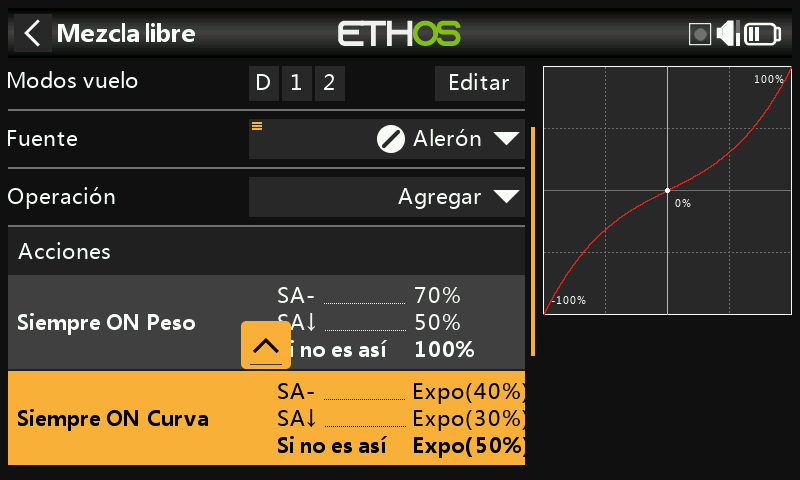 Mezcla libre
ETHOS
Modos vuelo
D 1 2
Editar
Fuente
Alerón
Operación
Agregar
Acciones
Siempre ON Peso
SA- 70%
SA↓ 50%
Si no es así 100%
Siempre ON Curva
SA- Expo(40%)
SA↓ Expo(30%)
Si no es así Expo(50%)
100%
0%
-100%